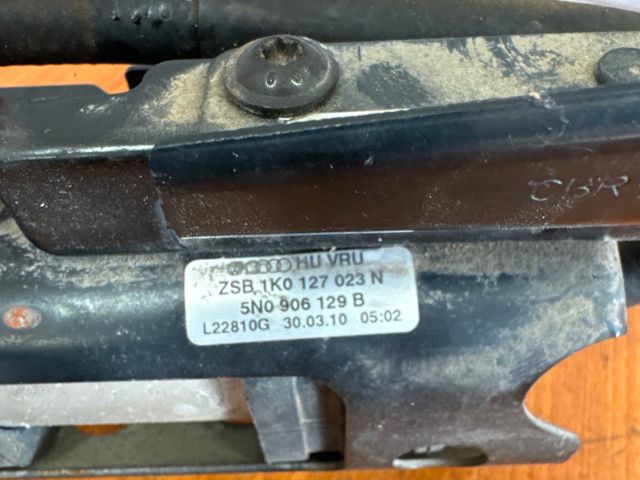 HU VRU
ZSB 1K0 127 023 N
5N0 906 129 B
L22810G 30.03.10 05:02